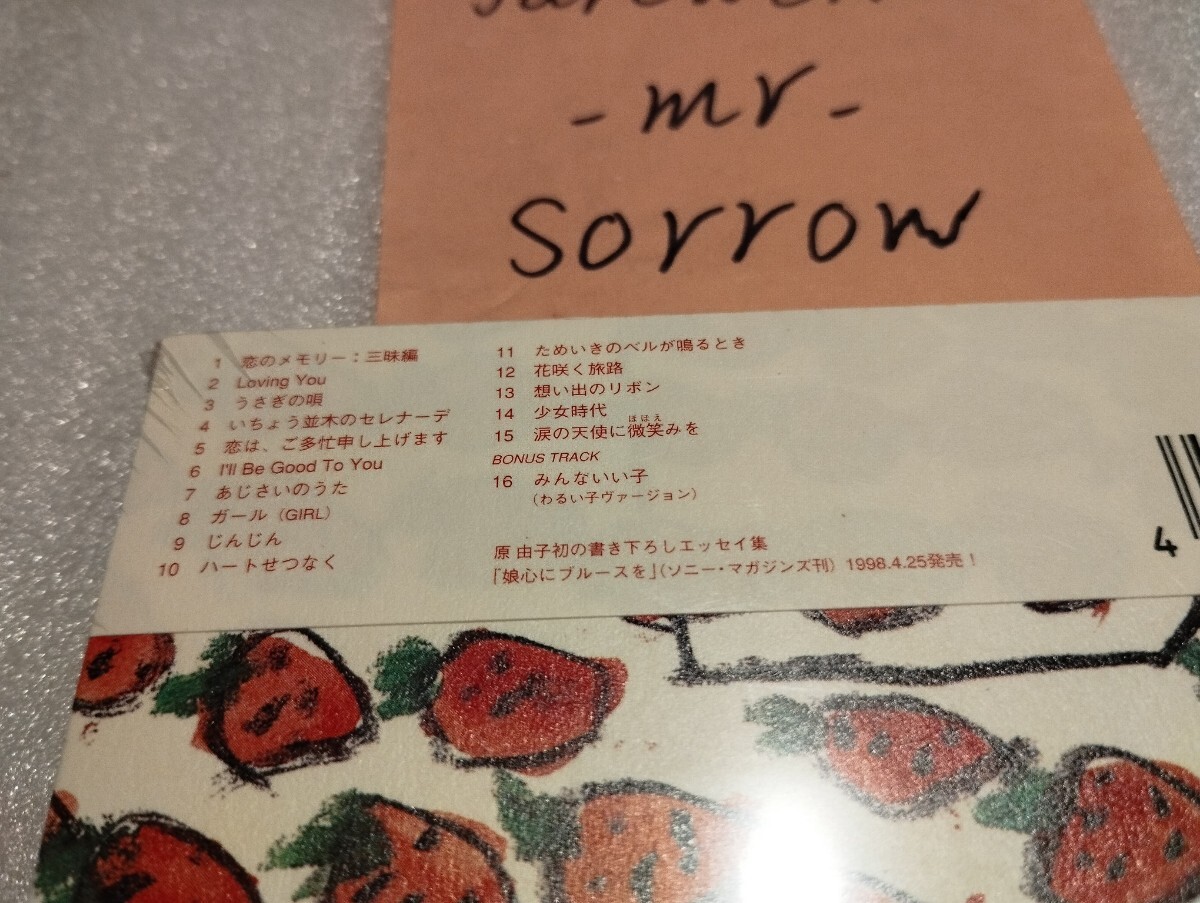 - mr -
Sorrow
1 恋のメモリー：三昧編
2 Loving You
3 うさぎの唄
4 いちょう並木のセレナーデ
5 恋は、ご多忙申し上げます
6 I'll Be Good To You
7 あじさいのうた
8 ガール（GIRL）
9 じんじん
10 ハートせつなく
11 ためいきのベルが鳴るとき
12 花咲く旅路
13 想い出のリボン
14 少女時代
15 涙の天使に微笑みを
ほほえ
BONUS TRACK
16 みんないい子
（わるい子ヴァージョン）
原 由子初の書き下ろしエッセイ集
「娘心にブルースを」（ソニー・マガジンズ刊） 1998.4.25発売！
4